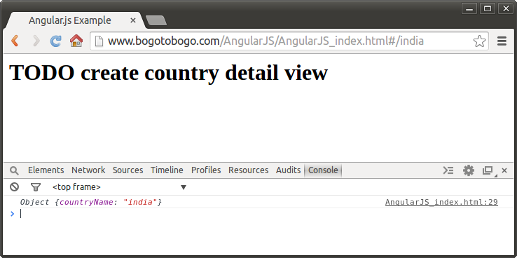 Angular.js Example
www.bogotobogo.com/AngularJS/AngularJS_index.html#/india
TODO create country detail view
Elements Network Sources Timeline Profiles Resources Audits Console
<top frame>
Object {countryName: "india"} AngularJS_index.html:29